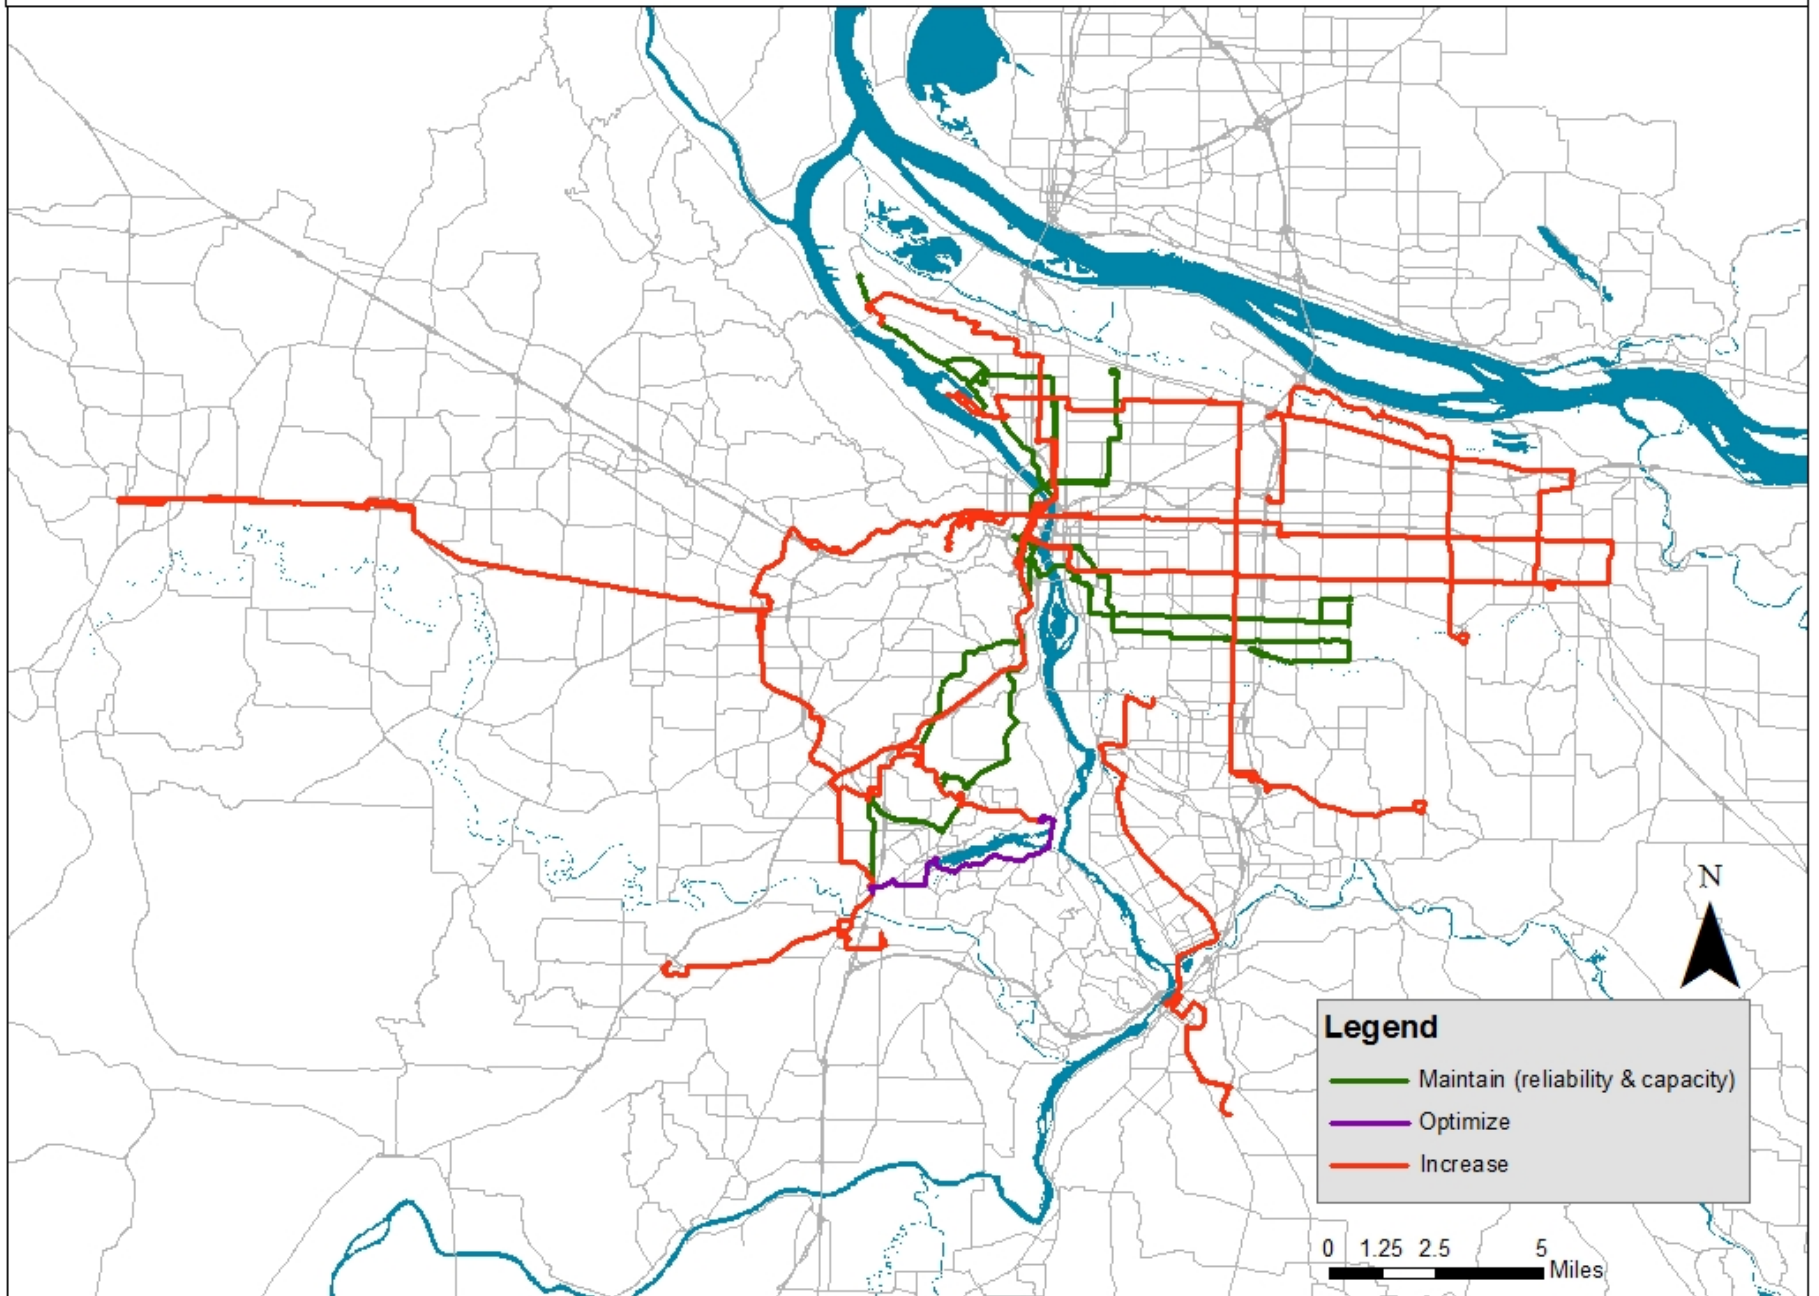 N
Legend
Maintain (reliability & capacity)
Optimize
Increase
0 1.25 2.5 5
Miles